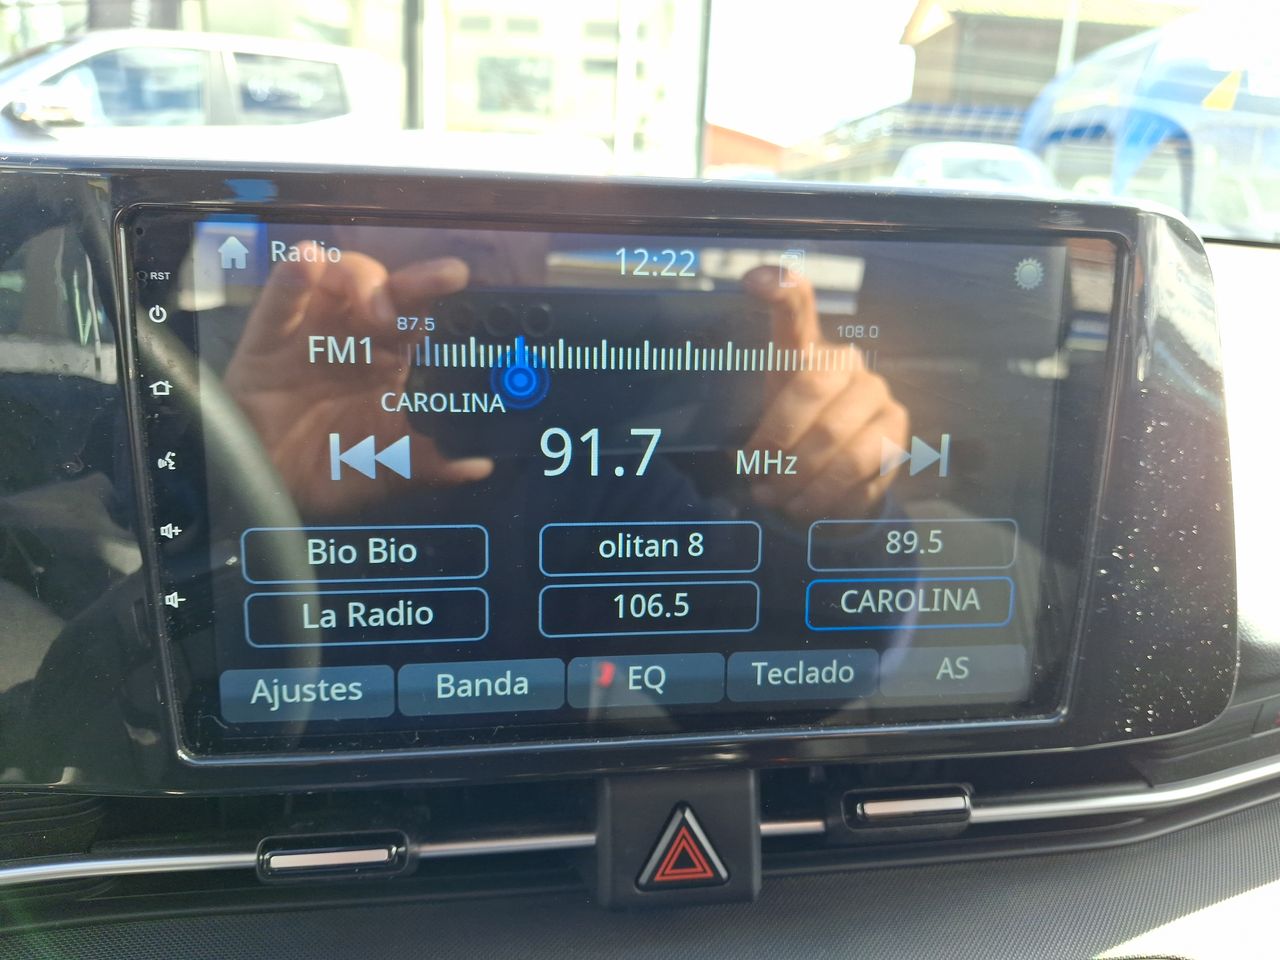 Radio 12:22
RST
87.5 108.0
FM1
CAROLINA
91.7 MHz
Bio Bio olitan 8 89.5
La Radio 106.5 CAROLINA
Ajustes Banda EQ Teclado AS